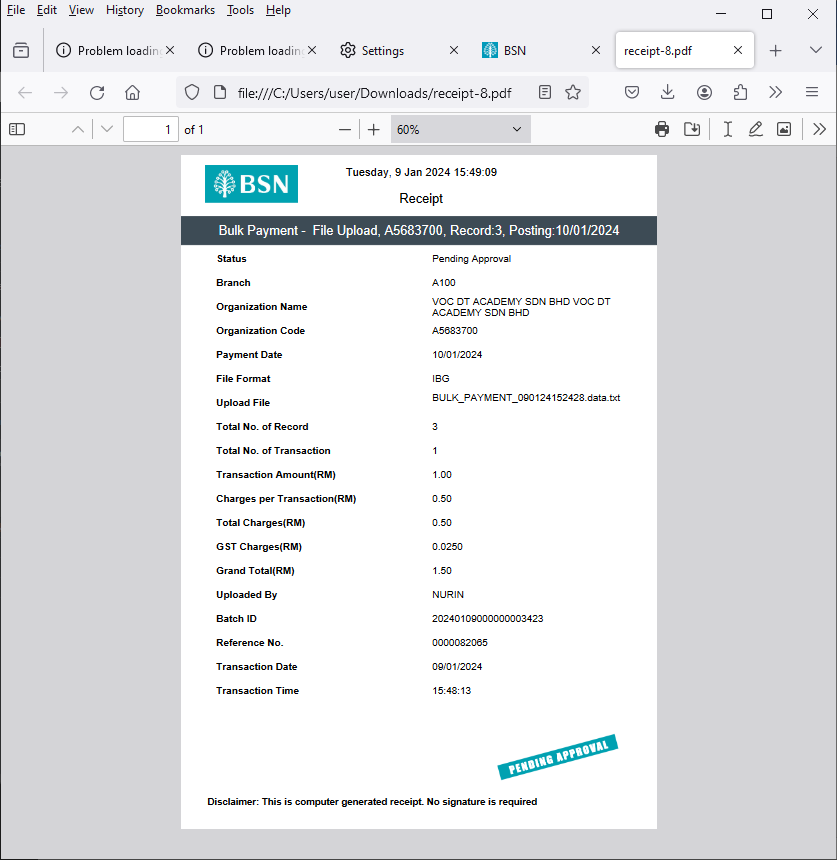 File Edit View History Bookmarks Tools Help
Problem loadin Problem loadin Settings BSN receipt-8.pdf
file:///C:/Users/user/Downloads/receipt-8.pdf
1 of 1 60%
BSN
Tuesday, 9 Jan 2024 15:49:09
Receipt
Bulk Payment - File Upload, A5683700, Record:3, Posting:10/01/2024
Status Pending Approval
Branch A100
Organization Name VOC DT ACADEMY SDN BHD VOC DT
ACADEMY SDN BHD
Organization Code A5683700
Payment Date 10/01/2024
File Format IBG
Upload File BULK_PAYMENT_090124152428.data.txt
Total No. of Record 3
Total No. of Transaction 1
Transaction Amount(RM) 1.00
Charges per Transaction(RM) 0.50
Total Charges(RM) 0.50
GST Charges(RM) 0.0250
Grand Total(RM) 1.50
Uploaded By NURIN
Batch ID 20240109000000003423
Reference No. 0000082065
Transaction Date 09/01/2024
Transaction Time 15:48:13
PENDING APPROVAL
Disclaimer: This is computer generated receipt. No signature is required